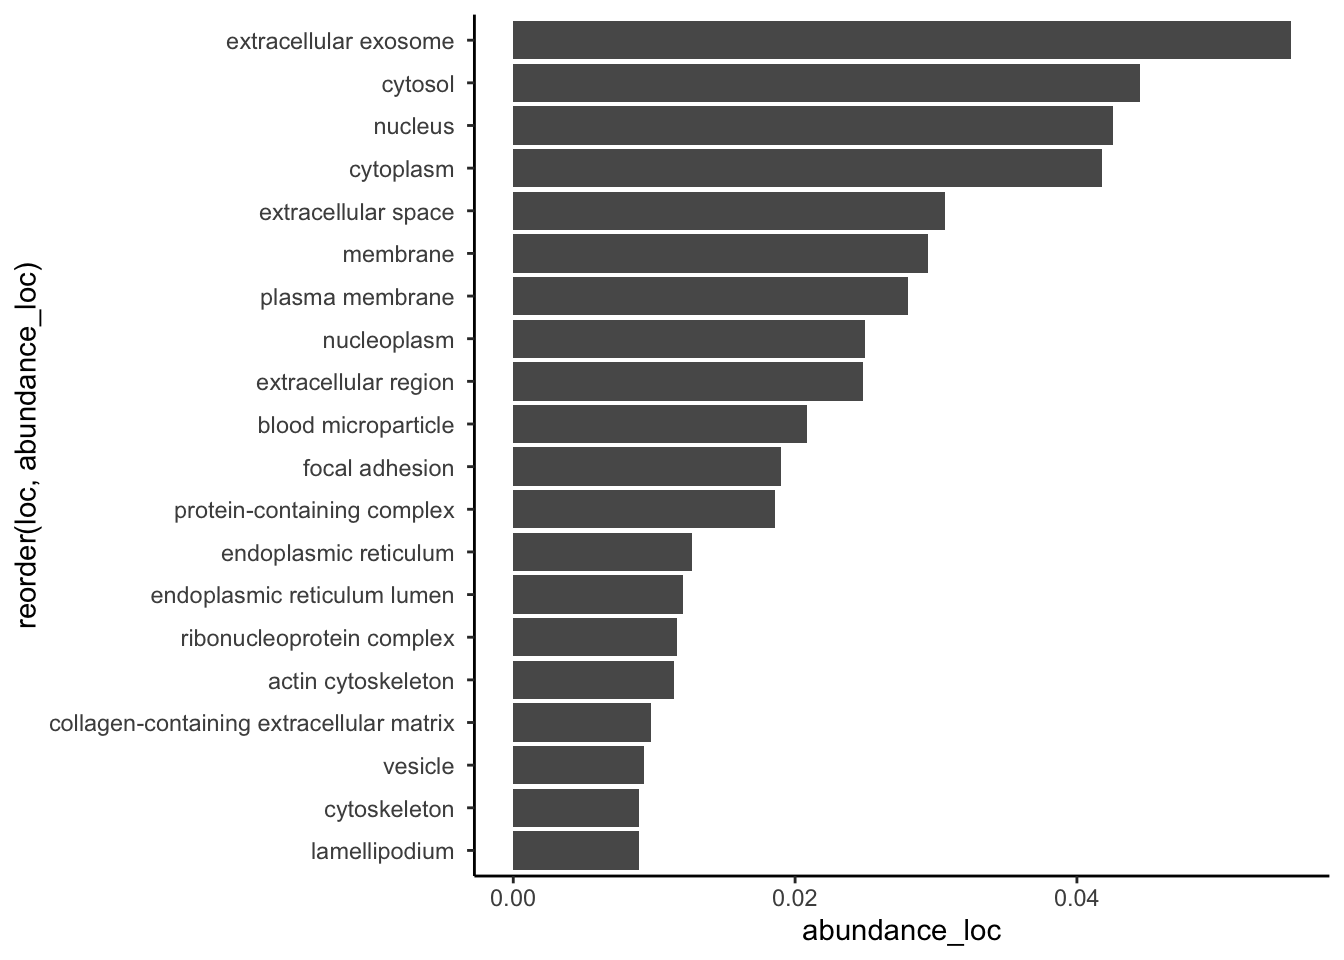 extracellular exosome
cytosol
nucleus
cytoplasm
extracellular space
membrane
plasma membrane
nucleoplasm
extracellular region
blood microparticle
focal adhesion
protein-containing complex
endoplasmic reticulum
endoplasmic reticulum lumen
ribonucleoprotein complex
actin cytoskeleton
collagen-containing extracellular matrix
vesicle
cytoskeleton
lamellipodium
reorder(loc, abundance_loc)
0.00 0.02 0.04
abundance_loc